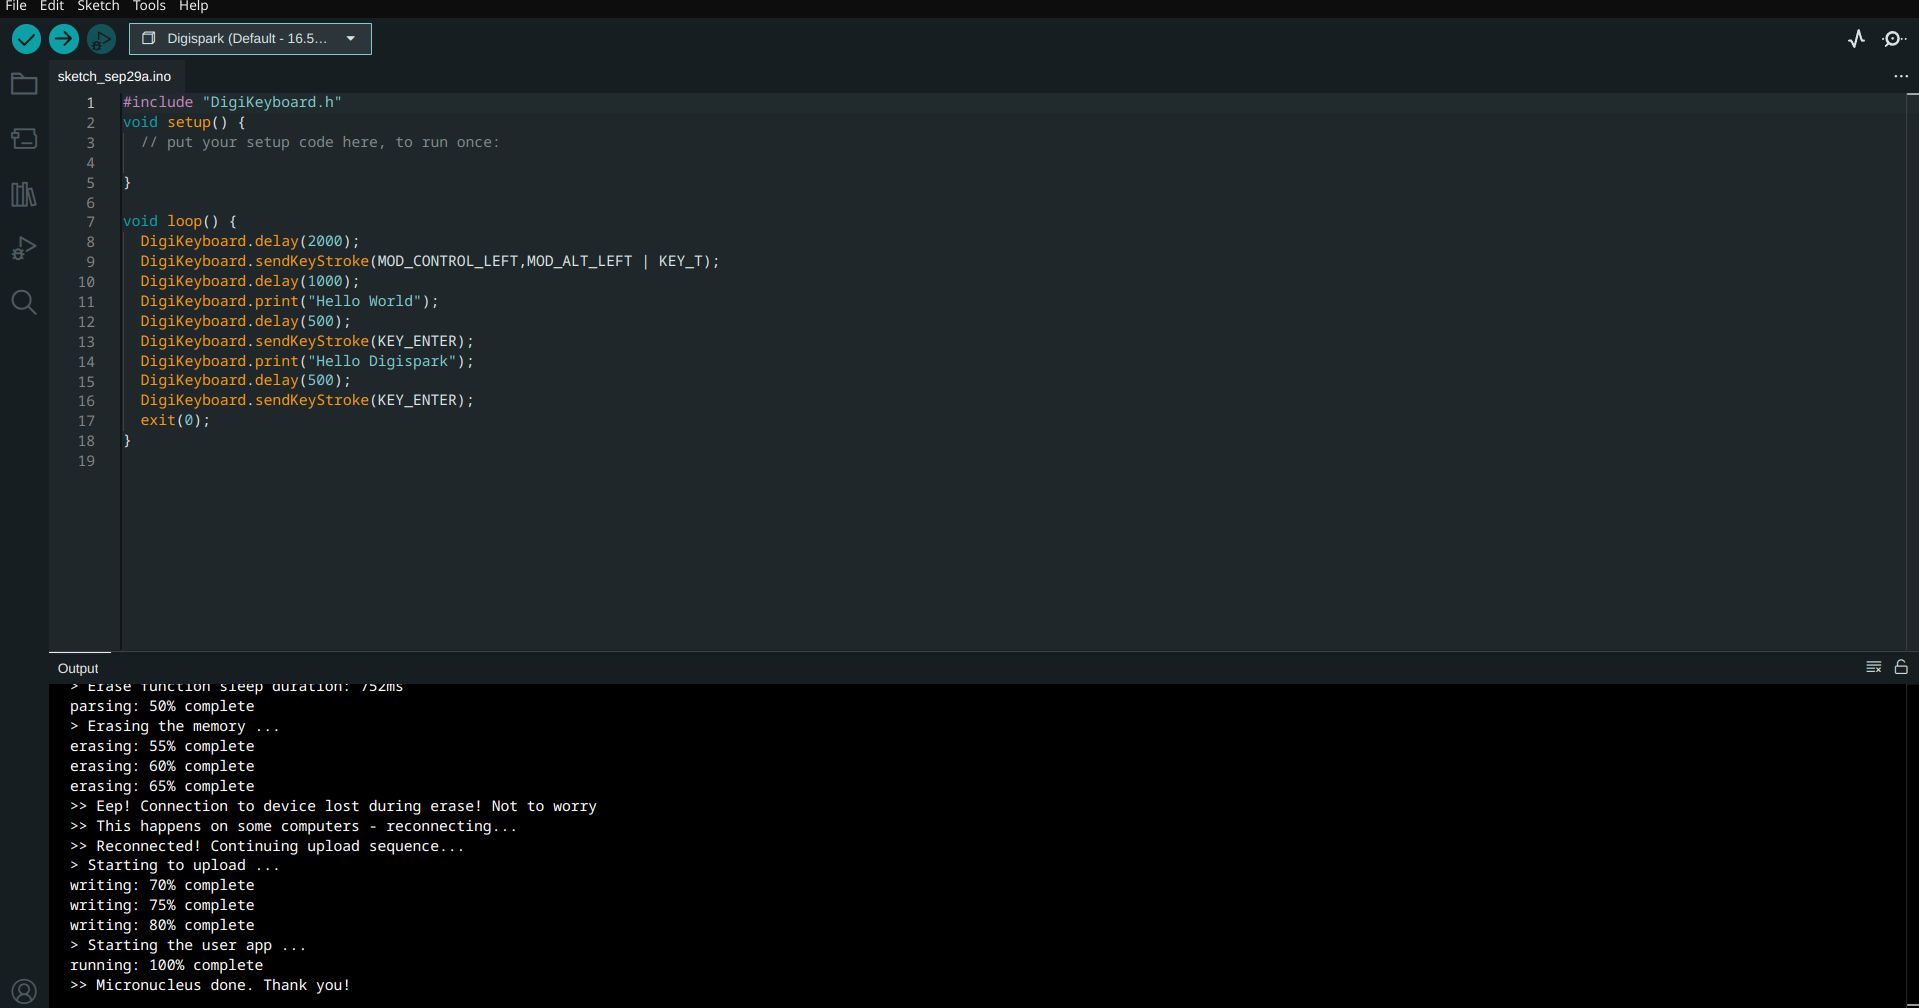 File Edit Sketch Tools Help
Digispark (Default - 16.5...
sketch_sep29a.ino
1 #include "DigiKeyboard.h"
2 void setup() {
3 // put your setup code here, to run once:
4
5 }
6
7 void loop() {
8 DigiKeyboard.delay(2000);
9 DigiKeyboard.sendKeyStroke(MOD_CONTROL_LEFT,MOD_ALT_LEFT | KEY_T);
10 DigiKeyboard.delay(1000);
11 DigiKeyboard.print("Hello World");
12 DigiKeyboard.delay(500);
13 DigiKeyboard.sendKeyStroke(KEY_ENTER);
14 DigiKeyboard.print("Hello Digispark");
15 DigiKeyboard.delay(500);
16 DigiKeyboard.sendKeyStroke(KEY_ENTER);
17 exit(0);
18 }
19
Output
> Erase function sleep duration: 752ms
parsing: 50% complete
> Erasing the memory ...
erasing: 55% complete
erasing: 60% complete
erasing: 65% complete
>> Eep! Connection to device lost during erase! Not to worry
>> This happens on some computers - reconnecting...
>> Reconnected! Continuing upload sequence...
> Starting to upload ...
writing: 70% complete
writing: 75% complete
writing: 80% complete
> Starting the user app ...
running: 100% complete
>> Micronucleus done. Thank you!